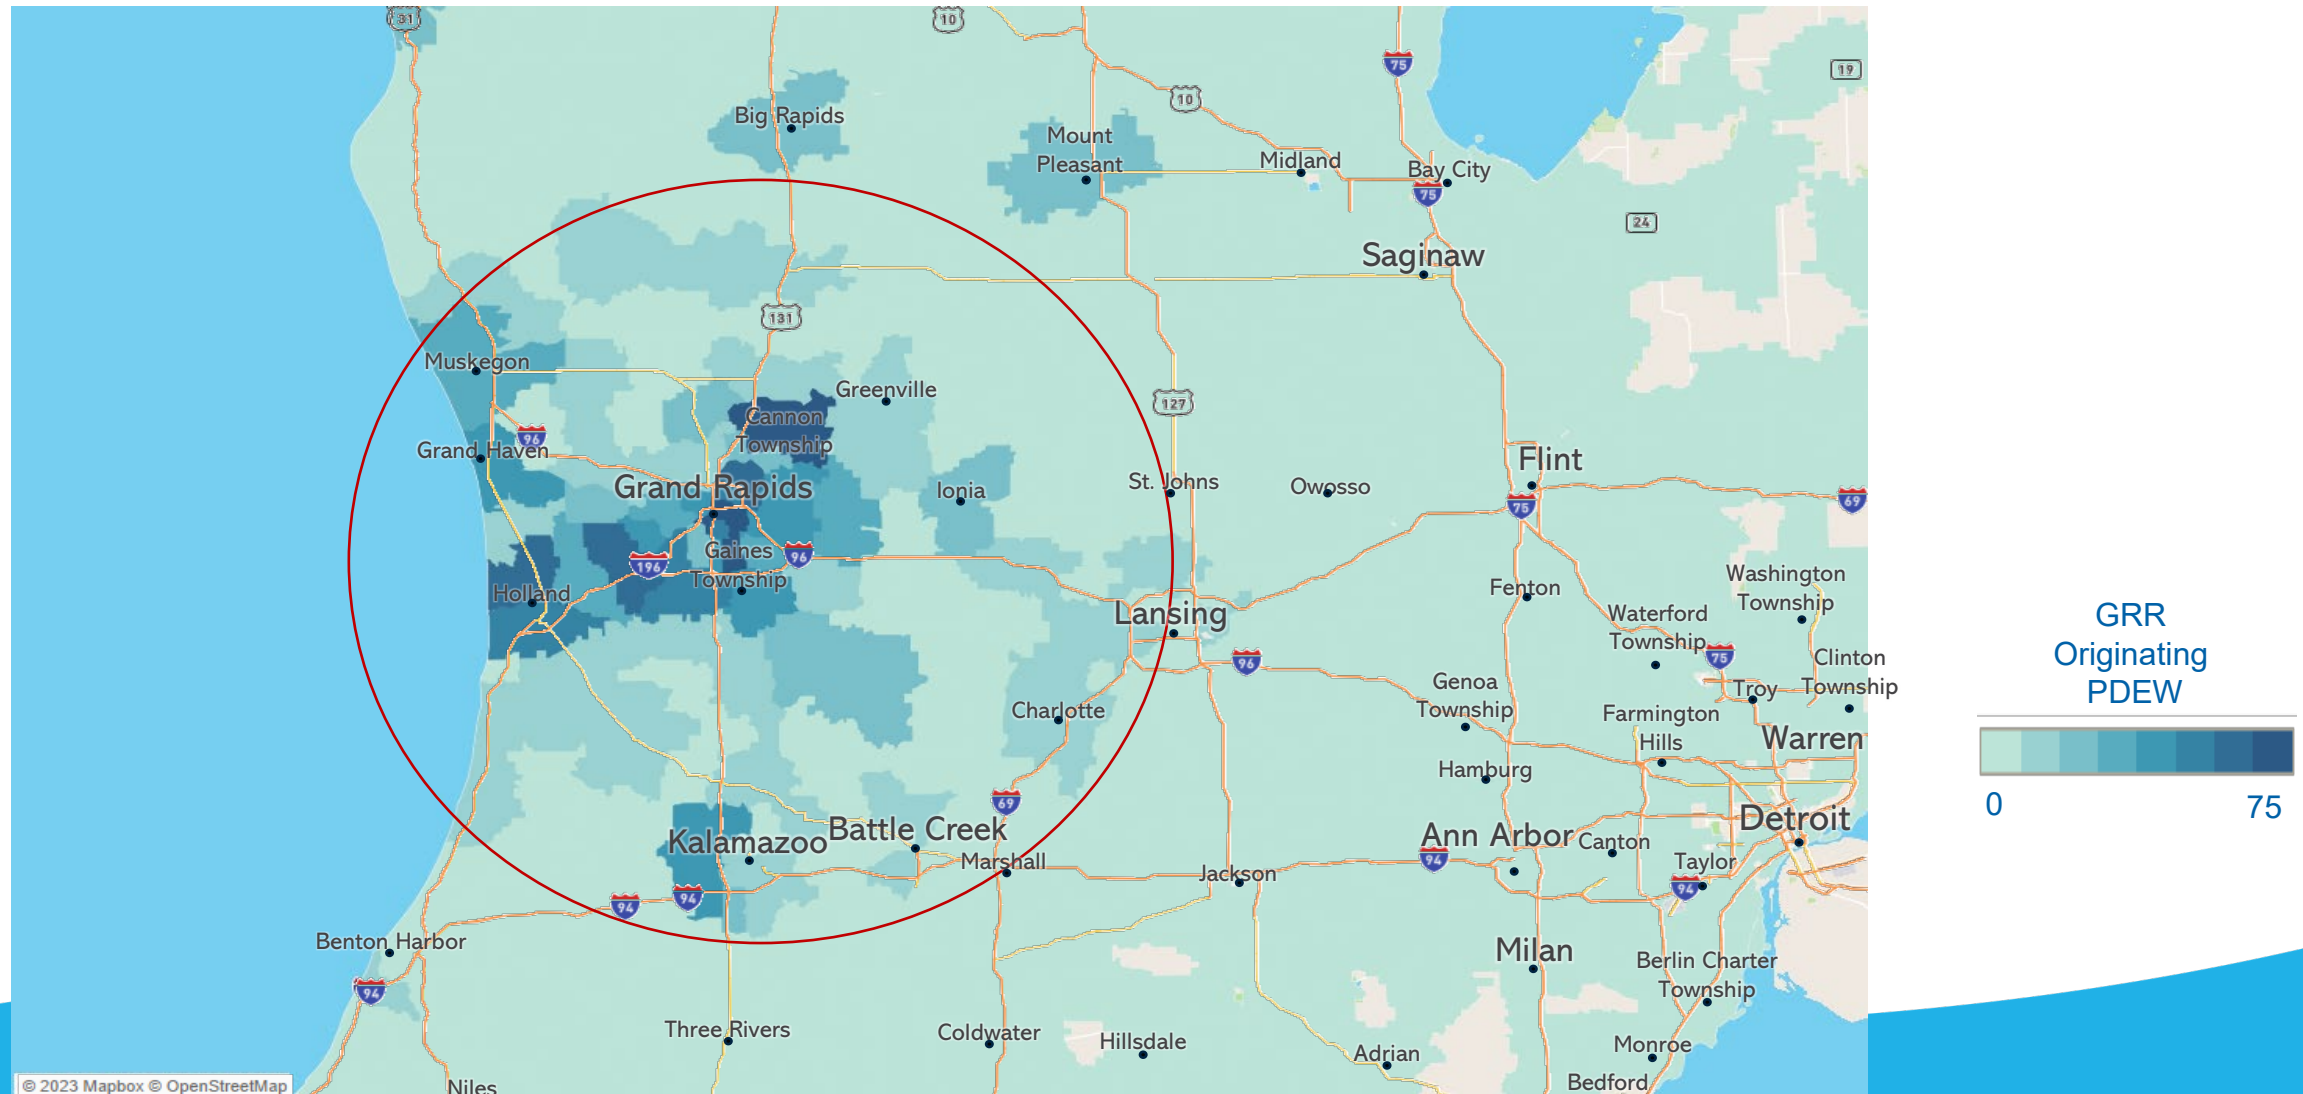 31
10
75
19
Big Rapids
10
Mount
Pleasant
Midland
Bay City
75
24
Saginaw
131
Muskegon
Greenville
Cannon
Township
127
96
Grand Haven
Grand Rapids
Ionia
St. Johns
Owosso
Flint
75
69
Gaines
Township
196
96
Holland
Lansing
96
Fenton
Washington
Township
Waterford
Township
75
Clinton
Township
Troy
Genoa
Township
Farmington
Hills
Warren
Charlotte
Hamburg
69
Kalamazoo
Battle Creek
Marshall
Jackson
Ann Arbor
94
Canton
Detroit
Taylor
94
94
94
Benton Harbor
94
Milan
Berlin Charter
Township
Three Rivers
Coldwater
Hillsdale
Adrian
Monroe
Bedford
Niles
© 2023 Mapbox © OpenStreetMap
GRR
Originating
PDEW
0
75